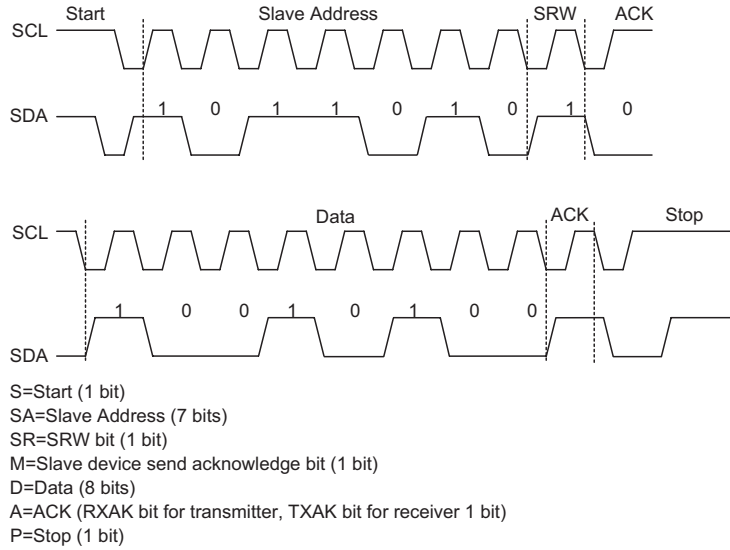 Start Slave Address SRW ACK
SCL
SDA 1 0 1 1 0 1 0 1 0
Data ACK Stop
SCL
1 0 0 1 0 1 0 0
SDA
S=Start (1 bit)
SA=Slave Address (7 bits)
SR=SRW bit (1 bit)
M=Slave device send acknowledge bit (1 bit)
D=Data (8 bits)
A=ACK (RXAK bit for transmitter, TXAK bit for receiver 1 bit)
P=Stop (1 bit)